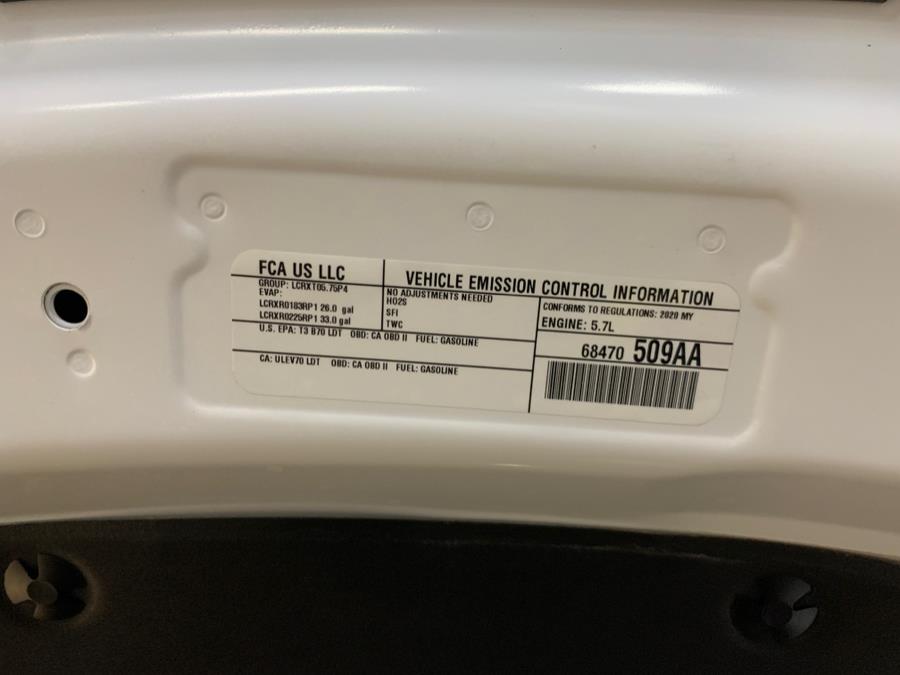 FCA US LLC
VEHICLE EMISSION CONTROL INFORMATION
GROUP: LCRXT05.75P4
EVAP:
LCRXR0183RP1 26.0 gal
LCRXR0225RP1 33.0 gal
NO ADJUSTMENTS NEEDED
HO2S
SFI
TWC
CONFORMS TO REGULATIONS: 2020 MY
ENGINE: 5.7L
U.S. EPA: T3 B70 LDT OBD: CA OBD II FUEL: GASOLINE
68470 509AA
CA: ULEV70 LDT OBD: CA OBD II FUEL: GASOLINE